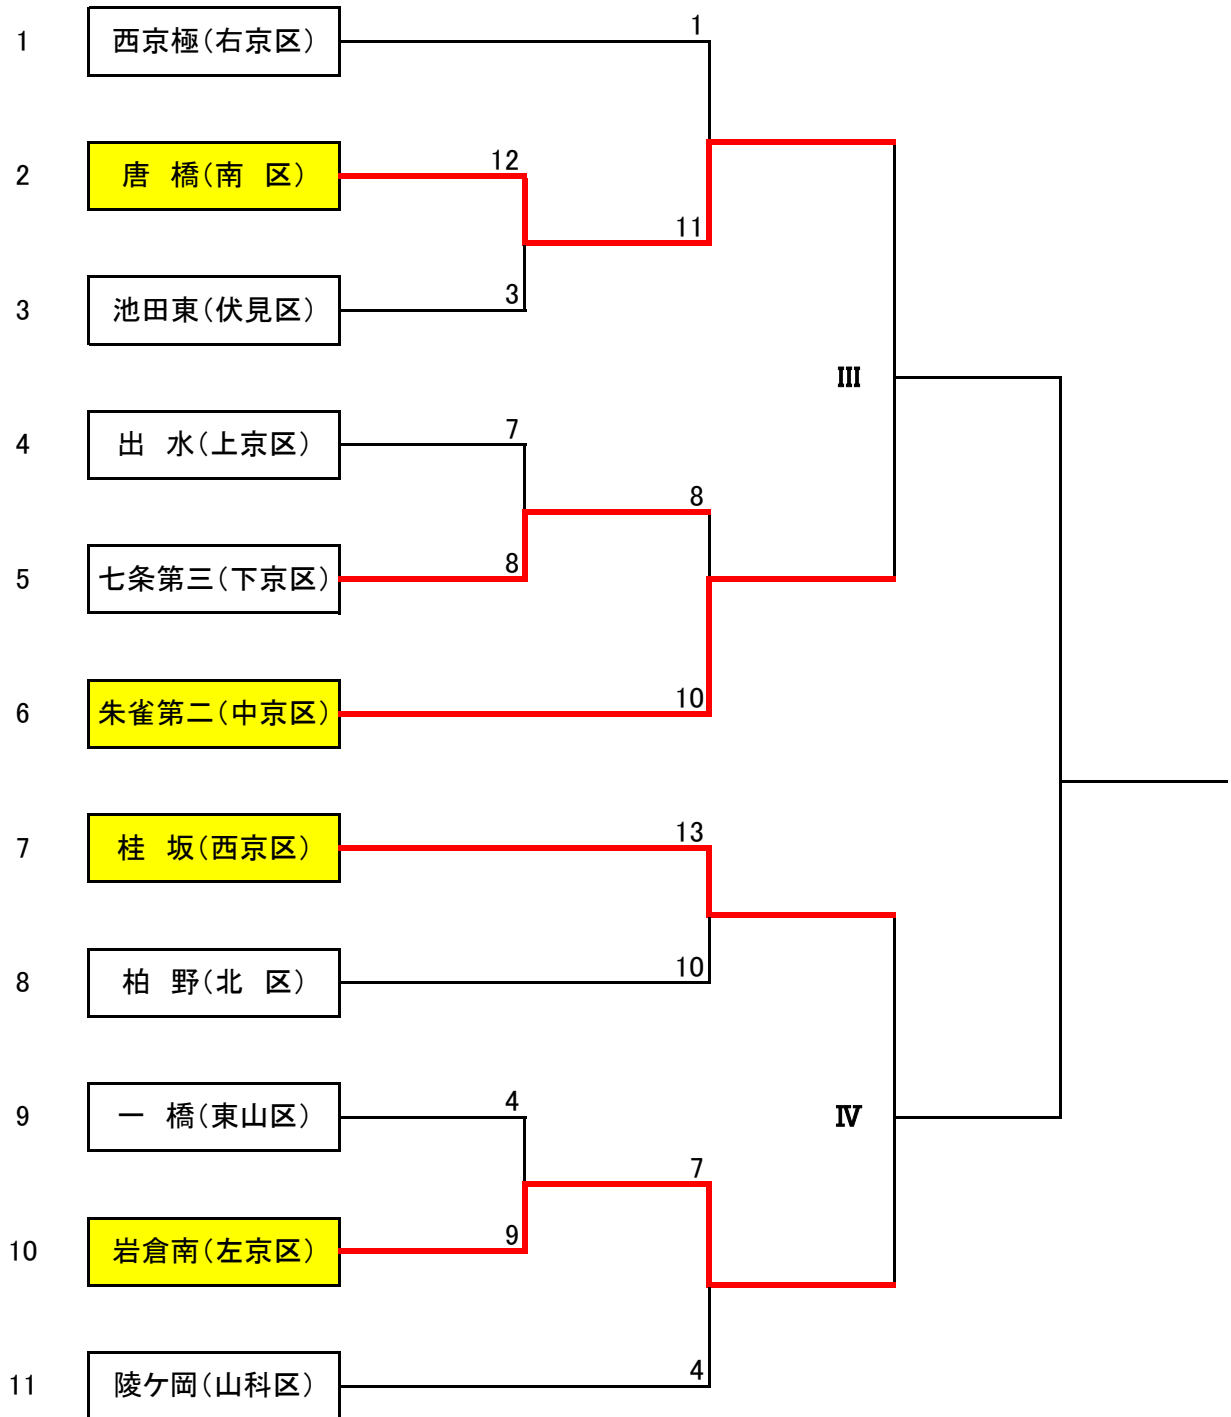 1
1 西京極(右京区)
12
2 唐 橋(南 区)
11
3
3 池田東(伏見区)
Ⅲ
7
4 出 水(上京区)
8
8
5 七条第三(下京区)
10
6 朱雀第二(中京区)
13
7 桂 坂(西京区)
10
8 柏 野(北 区)
4
9 一 橋(東山区)
Ⅳ
7
9
10 岩倉南(左京区)
4
11 陵ケ岡(山科区)